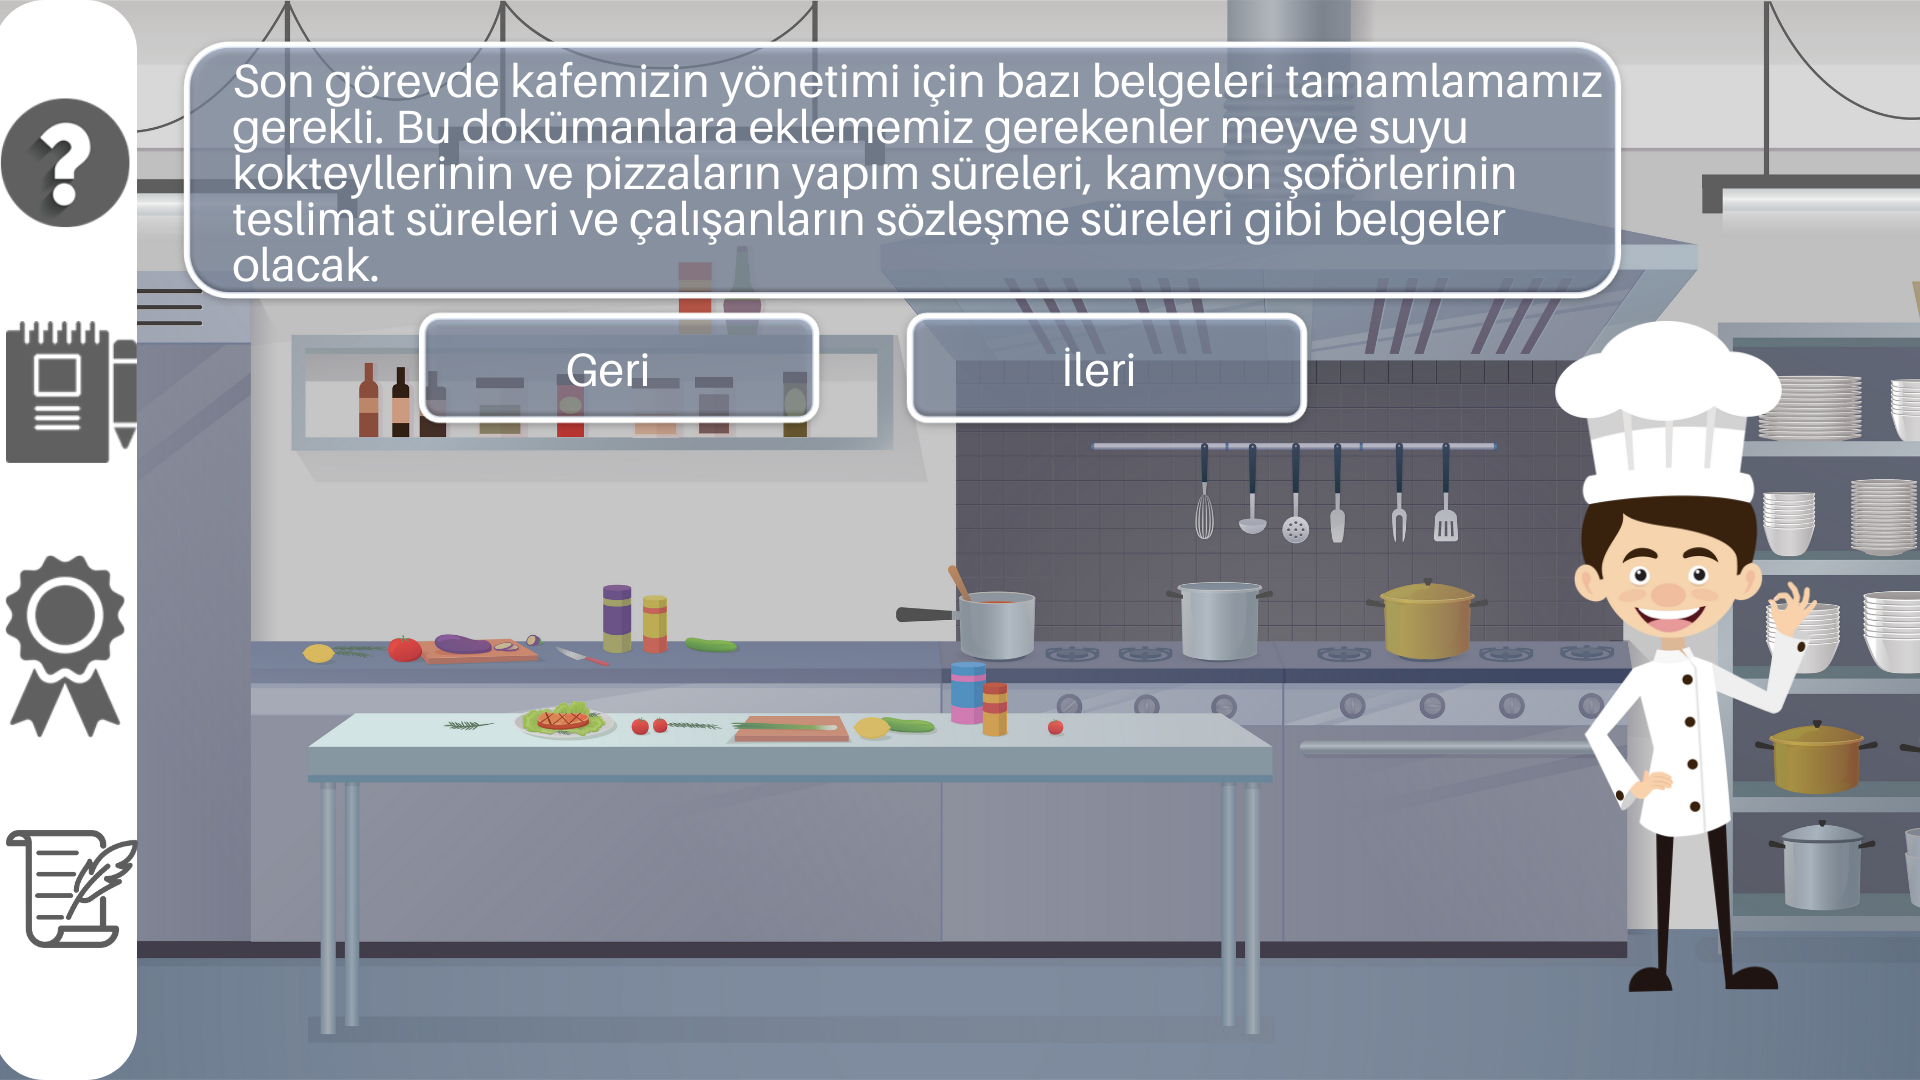 Son görevde kafemizin yönetimi için bazı belgeleri tamamlamamız
gerekli. Bu dokümanlara eklememiz gerekenler meyve suyu
kokteyllerinin ve pizzaların yapım süreleri, kamyon şoförlerinin
teslimat süreleri ve çalışanların sözleşme süreleri gibi belgeler
olacak.
Geri
İleri